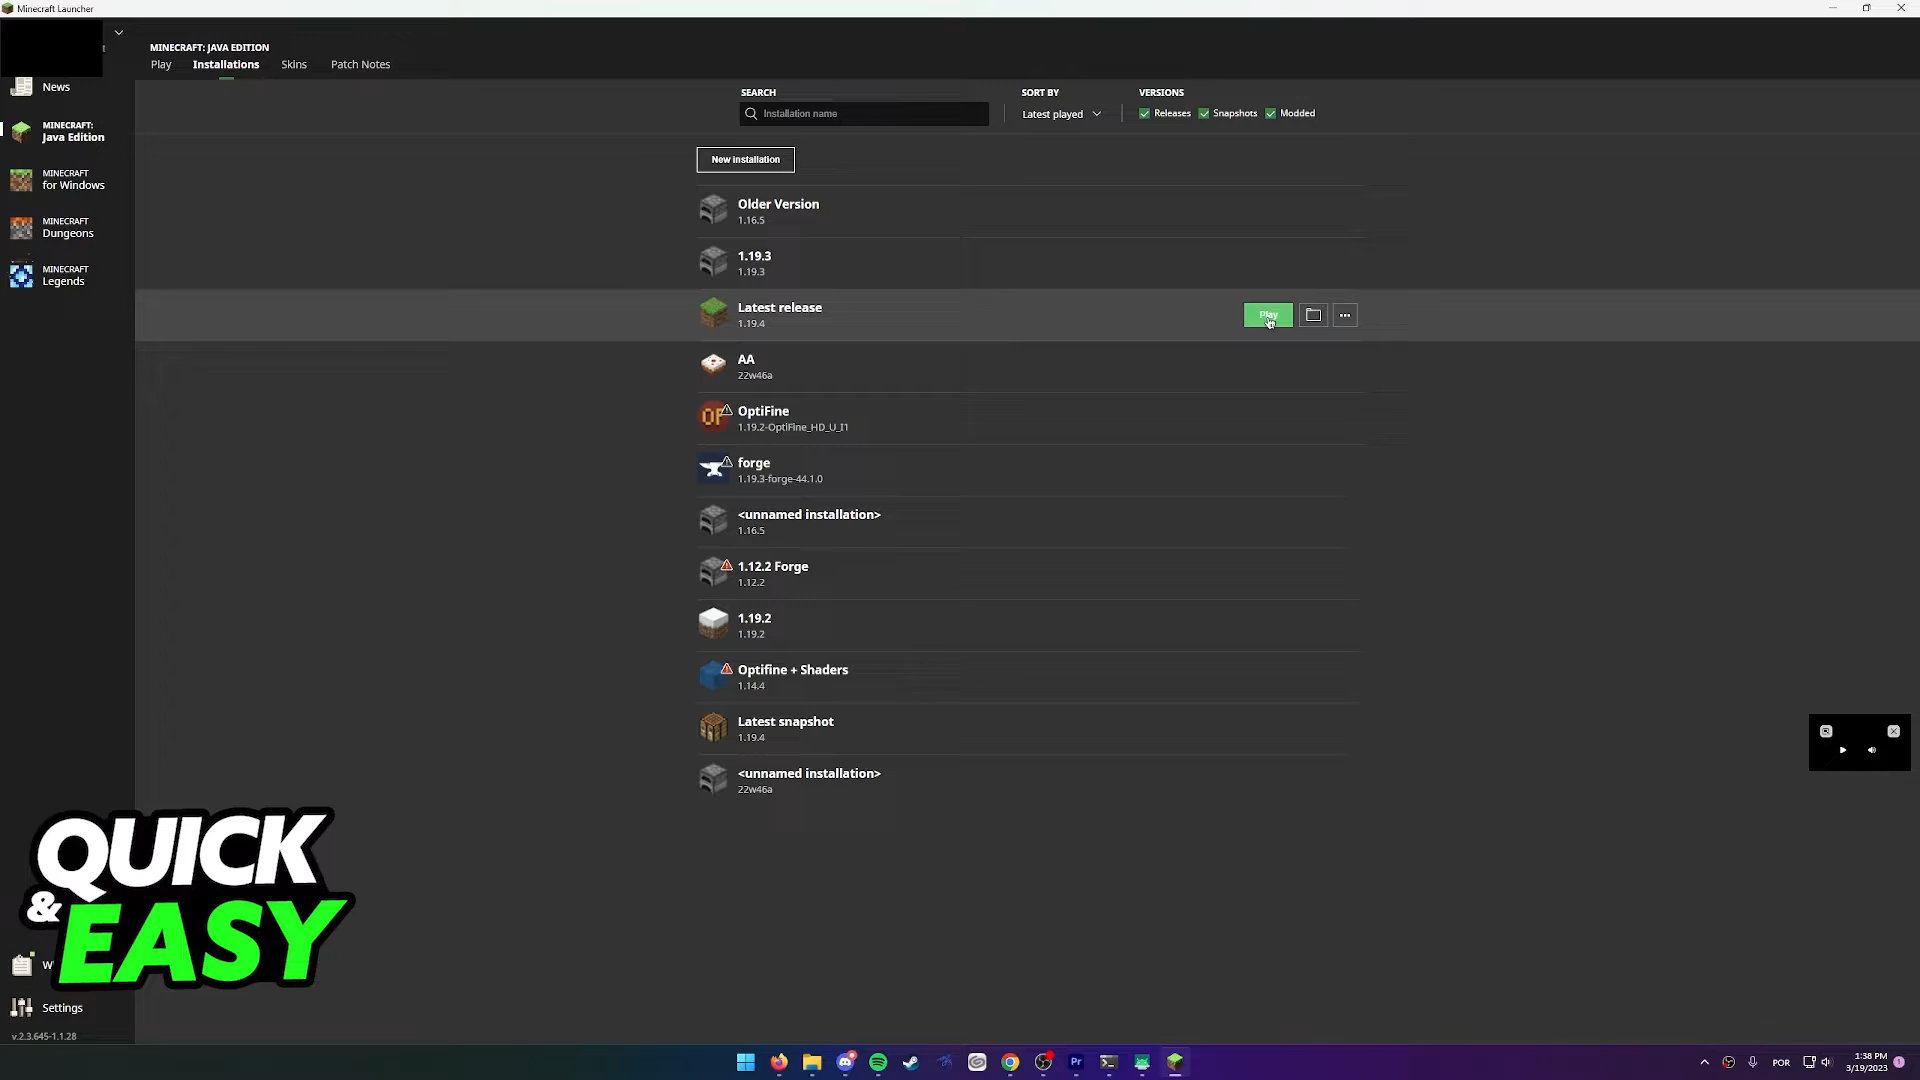 Minecraft Launcher
MINECRAFT: JAVA EDITION
Play Installations Skins Patch Notes
News
MINECRAFT:
Java Edition
MINECRAFT
for Windows
MINECRAFT
Dungeons
MINECRAFT
Legends
SEARCH SORT BY VERSIONS
Installation name Latest played Releases Snapshots Modded
New installation
Older Version
1.16.5
1.19.3
1.19.3
Latest release
1.19.4
Play
AA
22w46a
OptiFine
1.19.2-OptiFine_HD_U_I1
forge
1.19.3-forge-44.1.0
<unnamed installation>
1.16.5
1.12.2 Forge
1.12.2
1.19.2
1.19.2
Optifine + Shaders
1.14.4
Latest snapshot
1.19.4
<unnamed installation>
22w46a
QUICK
& EASY
Settings
v.2.3.645-1.1.28
POR
1:38 PM
3/19/2023